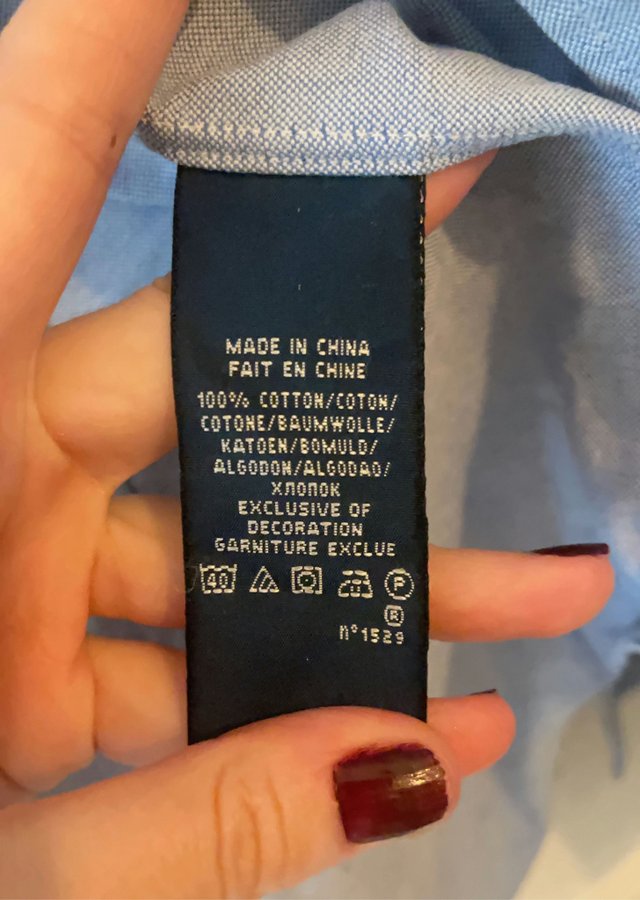 MADE IN CHINA
FAIT EN CHINE
100% COTTON/COTON/
COTONE/BAUMWOLLE/
KATOEN/BOMULD/
ALGODON/ALGODAO/
ХЛОПОК
EXCLUSIVE OF
DECORATION
GARNITURE EXCLUE
40 P
R
n°1529